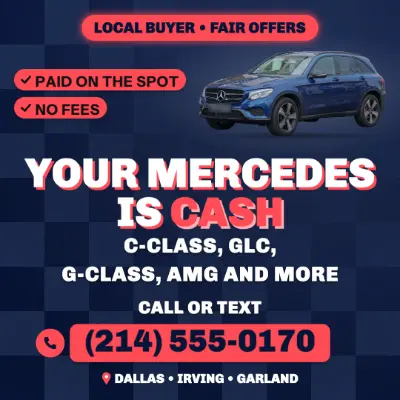 LOCAL BUYER • FAIR OFFERS
PAID ON THE SPOT
NO FEES
YOUR MERCEDES
IS CASH
C-CLASS, GLC,
G-CLASS, AMG AND MORE
CALL OR TEXT
(214) 555-0170
DALLAS • IRVING • GARLAND